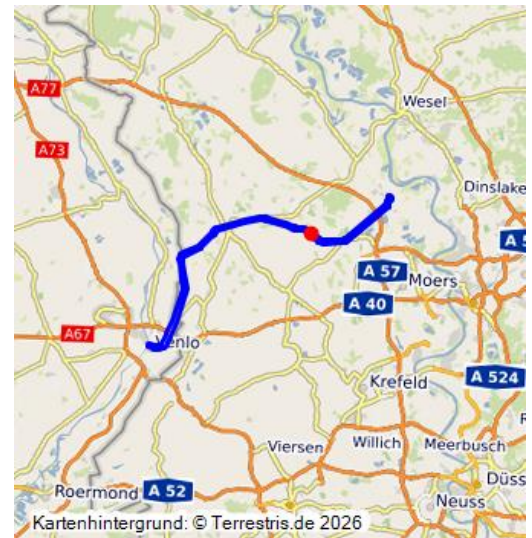 A77
Wesel
A73
Dinslake
A 5
A 57
Moers
A 40
A67
Venlo
A 524
Krefeld
Willich
Viersen
Meerbusch
Düss
Roermond
A 52
Neuss
Kartenhintergrund: © Terrestris.de 2026